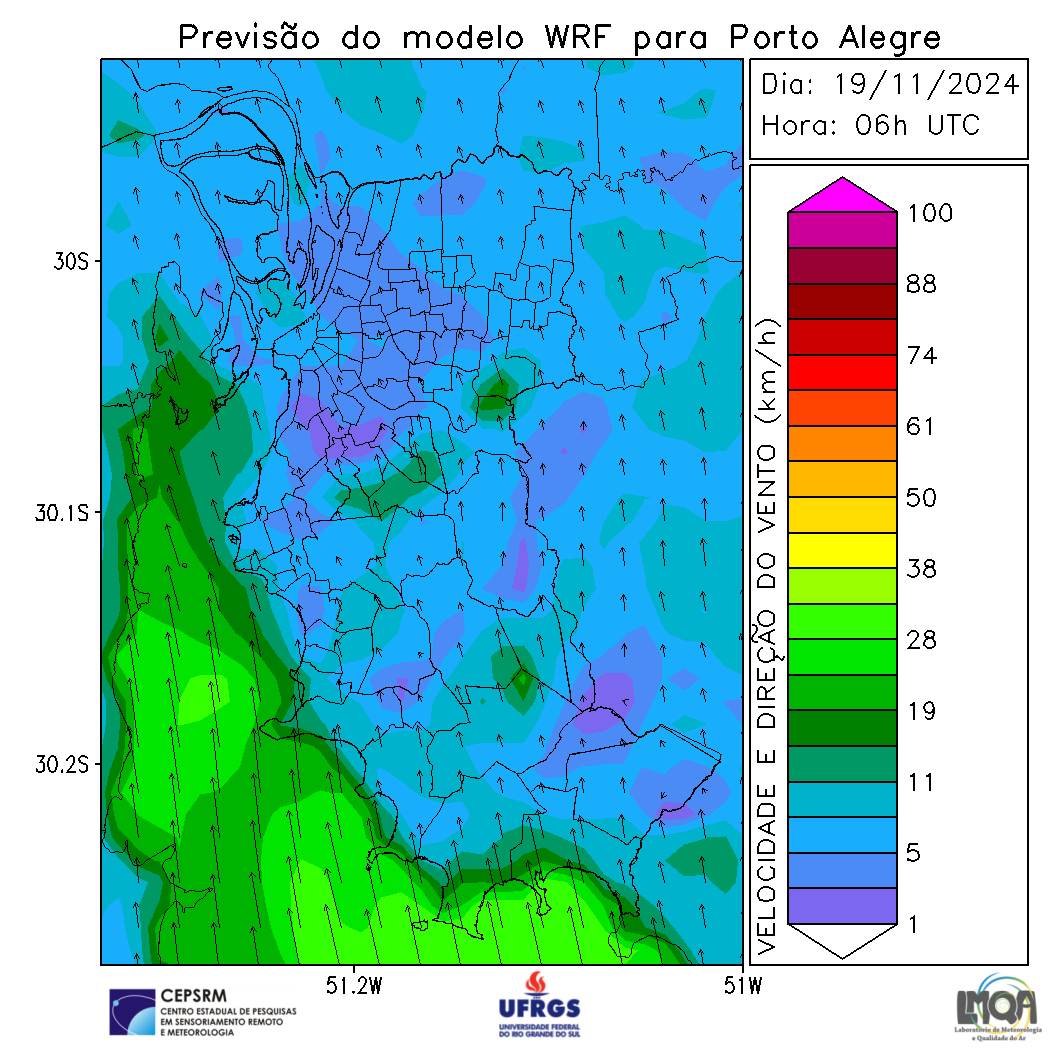 Previsão do modelo WRF para Porto Alegre
Dia: 19/11/2024
Hora: 06h UTC
30S
30.1S
30.2S
51.2W
51W
VELOCIDADE E DIREÇÃO DO VENTO (km/h)
100
88
74
61
50
38
28
19
11
5
1
CEPSRM
CENTRO ESTADUAL DE PESQUISAS
EM SENSORIAMENTO REMOTO
E METEOROLOGIA
UFRGS
UNIVERSIDADE FEDERAL
DO RIO GRANDE DO SUL
LMQA
Laboratório de Meteorologia
e Qualidade do Ar